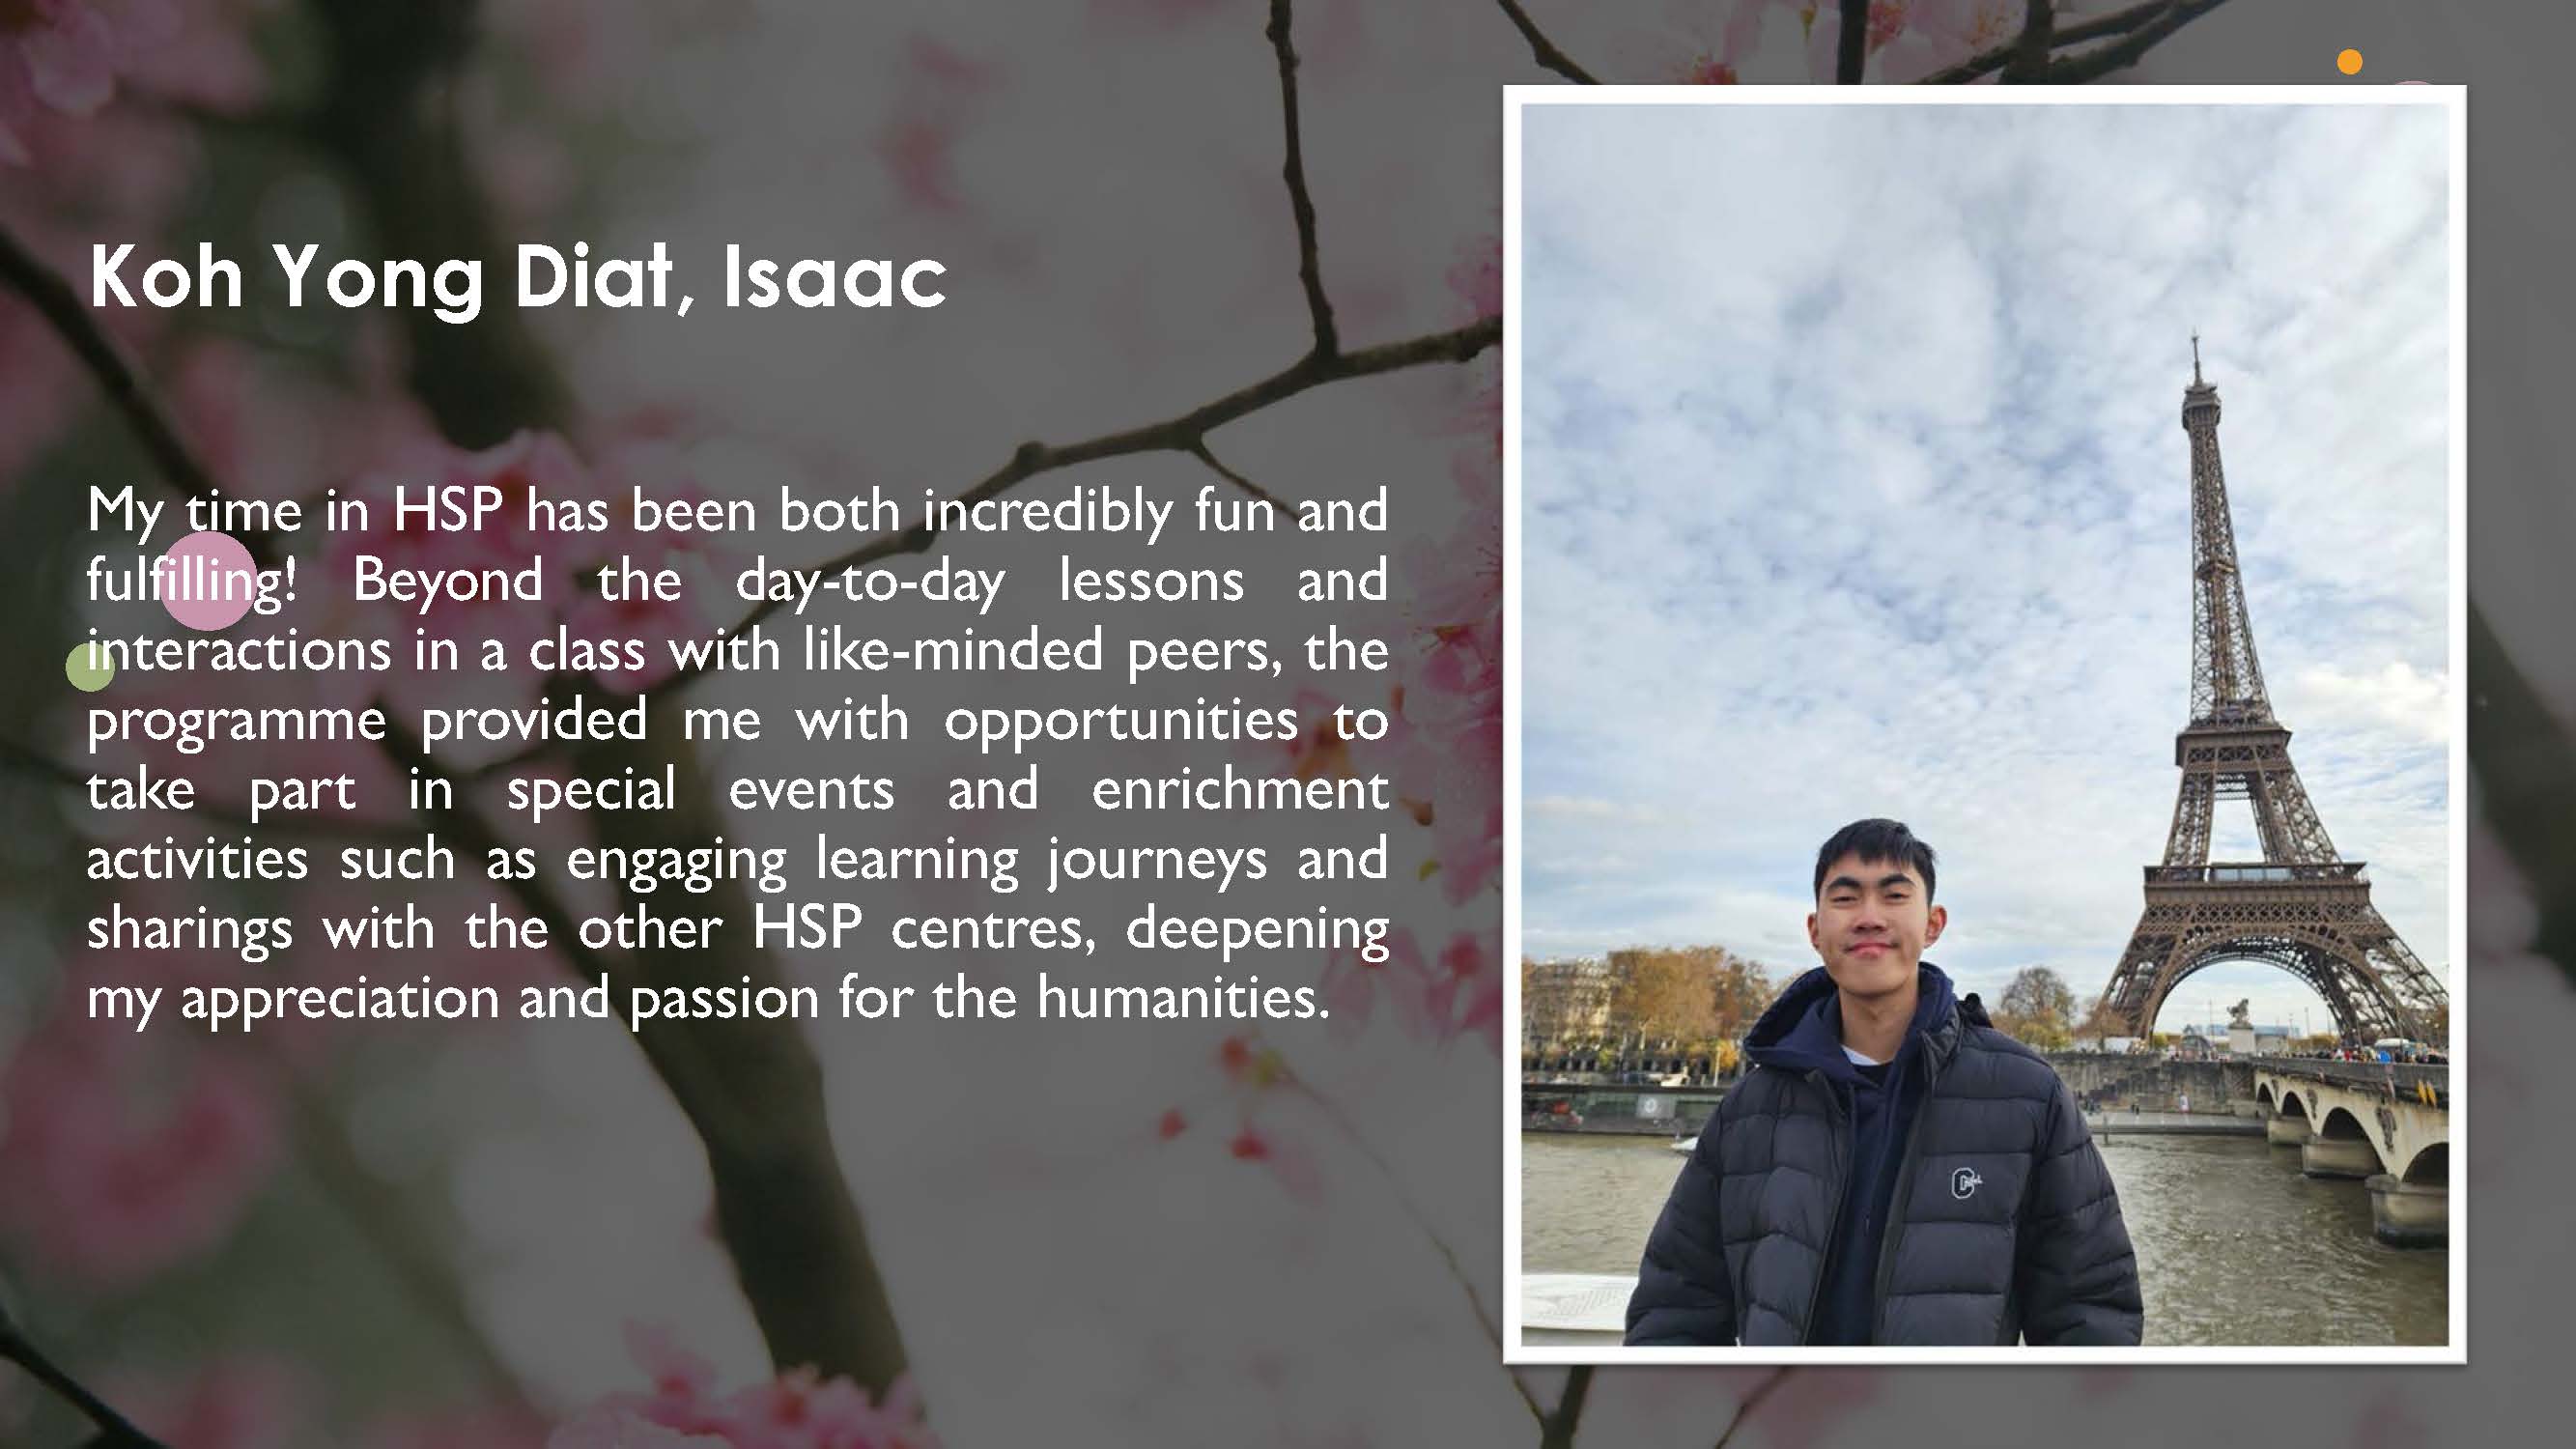 Koh Yong Diat, Isaac
My time in HSP has been both incredibly fun and
fulfilling! Beyond the day-to-day lessons and
interactions in a class with like-minded peers, the
programme provided me with opportunities to
take part in special events and enrichment
activities such as engaging learning journeys and
sharings with the other HSP centres, deepening
my appreciation and passion for the humanities.